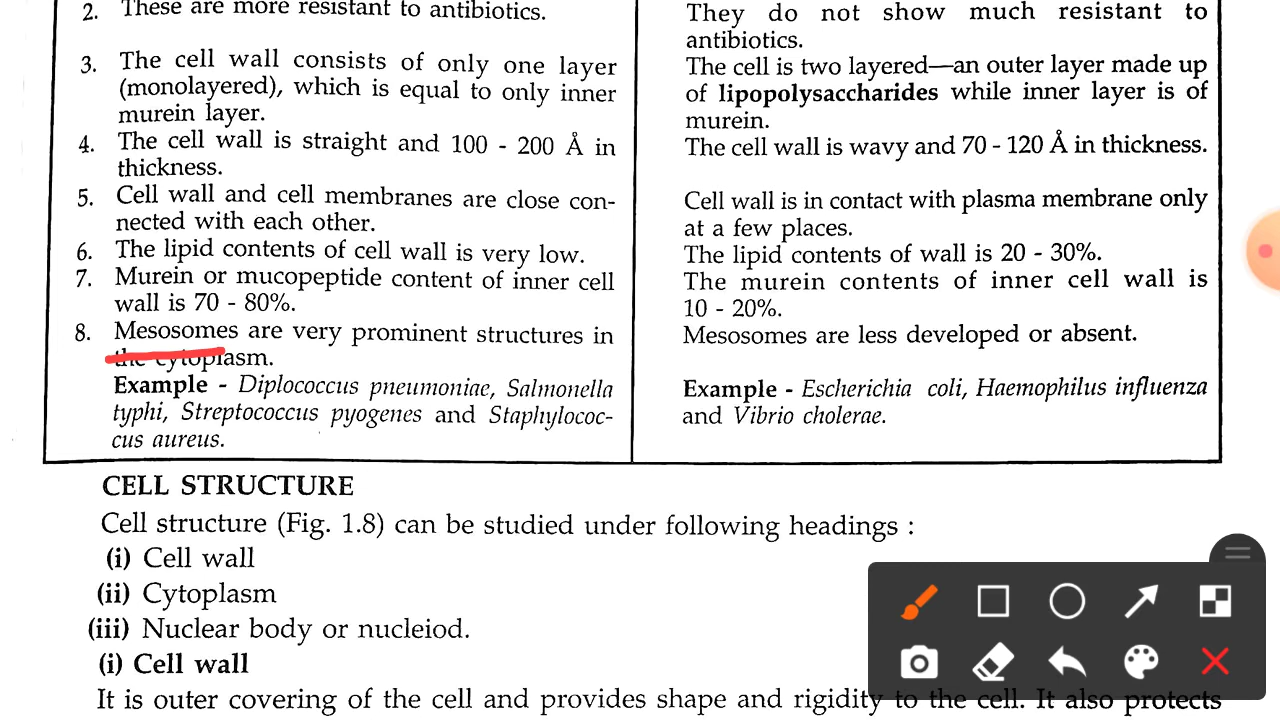 2. These are more resistant to antibiotics.
They do not show much resistant to
antibiotics.
3. The cell wall consists of only one layer
(monolayered), which is equal to only inner
murein layer.
The cell is two layered—an outer layer made up
of lipopolysaccharides while inner layer is of
murein.
4. The cell wall is straight and 100 - 200 Å in
thickness.
The cell wall is wavy and 70 - 120 Å in thickness.
5. Cell wall and cell membranes are close con-
nected with each other.
Cell wall is in contact with plasma membrane only
at a few places.
6. The lipid contents of cell wall is very low.
The lipid contents of wall is 20 - 30%.
7. Murein or mucopeptide content of inner cell
wall is 70 - 80%.
The murein contents of inner cell wall is
10 - 20%.
8. Mesosomes are very prominent structures in
the cytoplasm.
Mesosomes are less developed or absent.
Example - Diplococcus pneumoniae, Salmonella
typhi, Streptococcus pyogenes and Staphylococ-
cus aureus.
Example - Escherichia coli, Haemophilus influenza
and Vibrio cholerae.
CELL STRUCTURE
Cell structure (Fig. 1.8) can be studied under following headings :
(i) Cell wall
(ii) Cytoplasm
(iii) Nuclear body or nucleiod.
(i) Cell wall
It is outer covering of the cell and provides shape and rigidity to the cell. It also protects